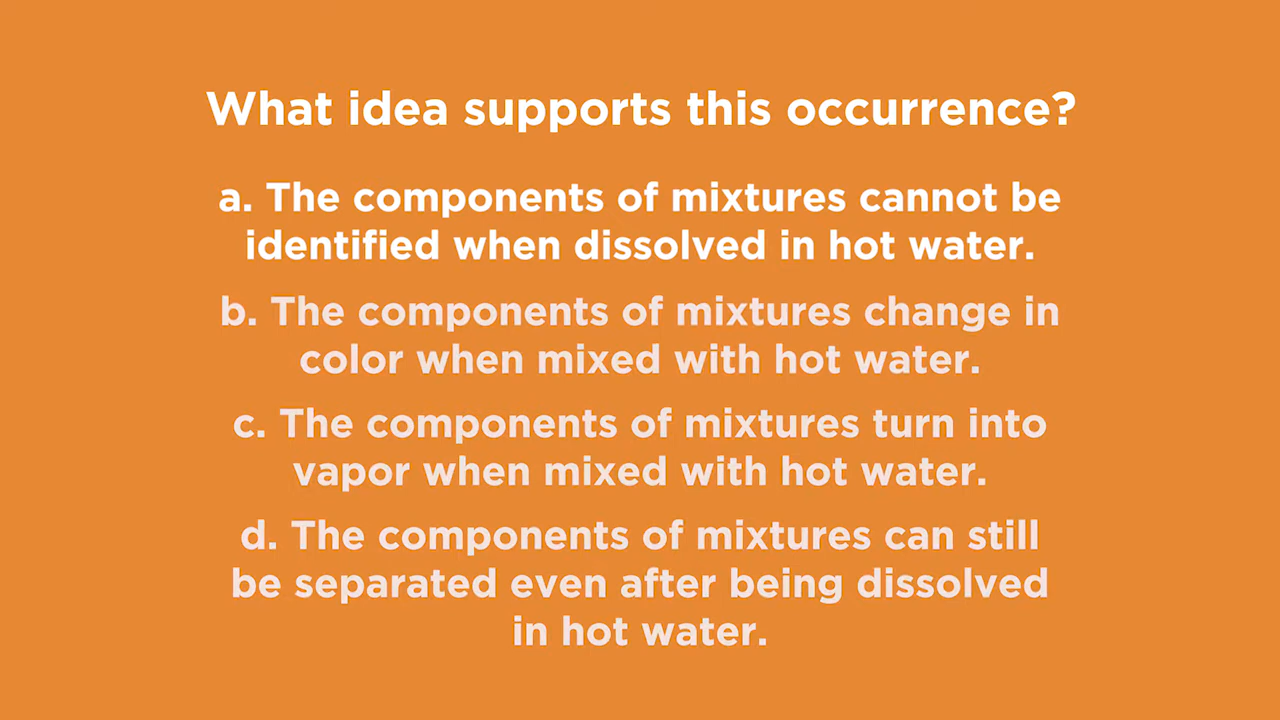 What idea supports this occurrence?
a. The components of mixtures cannot be
identified when dissolved in hot water.
b. The components of mixtures change in
color when mixed with hot water.
c. The components of mixtures turn into
vapor when mixed with hot water.
d. The components of mixtures can still
be separated even after being dissolved
in hot water.